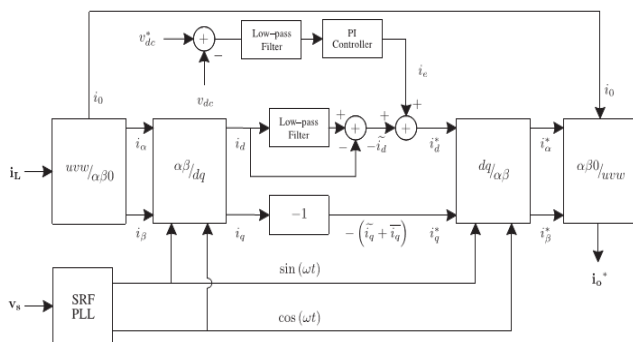 v*dc
+
−
Low-pass
Filter
PI
Controller
vdc
ie
i0
i0
iL
uvw/αβ0
iα
iβ
αβ/dq
id
Low-pass
Filter
+
+
−
−ĩd
+
+
+
i*d
dq/αβ
i*α
i*β
αβ0/uvw
iq
−1
−(ĩq + i̅q)
i*q
io*
vs
SRF
PLL
sin (ωt)
cos (ωt)